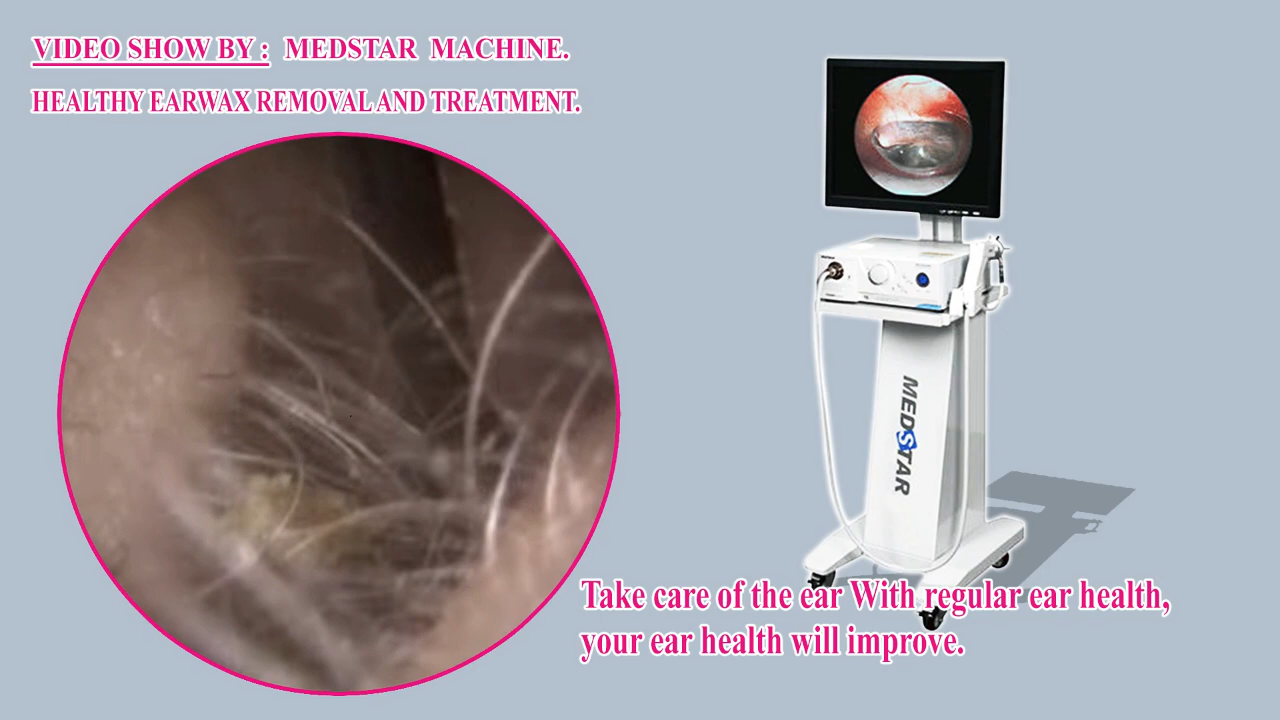 VIDEO SHOW BY : MEDSTAR MACHINE.
HEALTHY EARWAX REMOVAL AND TREATMENT.
MEDSTAR
Take care of the ear With regular ear health,
your ear health will improve.